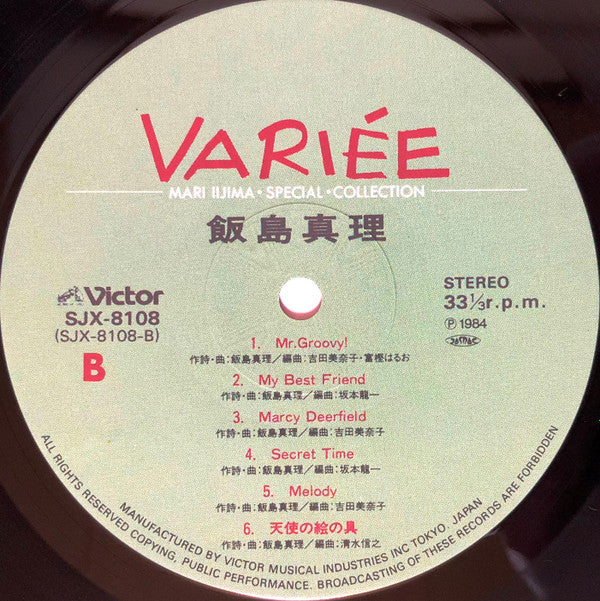 VARIÉE
MARI IIJIMA・SPECIAL・COLLECTION
飯島真理
Victor
SJX-8108
(SJX-8108-B)
B
STEREO
33⅓r.p.m.
Ⓟ1984
JASRAC
1. Mr.Groovy!
作詩・曲:飯島真理/編曲:吉田美奈子・富樫はるお
2. My Best Friend
作詩・曲:飯島真理/編曲:坂本龍一
3. Marcy Deerfield
作詩・曲:飯島真理/編曲:吉田美奈子
4. Secret Time
作詩・曲:飯島真理/編曲:坂本龍一
5. Melody
作詩・曲:飯島真理/編曲:吉田美奈子
6. 天使の絵の具
作詩・曲:飯島真理/編曲:清水信之
MANUFACTURED BY VICTOR MUSICAL INDUSTRIES INC TOKYO, JAPAN
ALL RIGHTS RESERVED COPYING, PUBLIC PERFORMANCE. BROADCASTING OF THESE RECORDS ARE FORBIDDEN